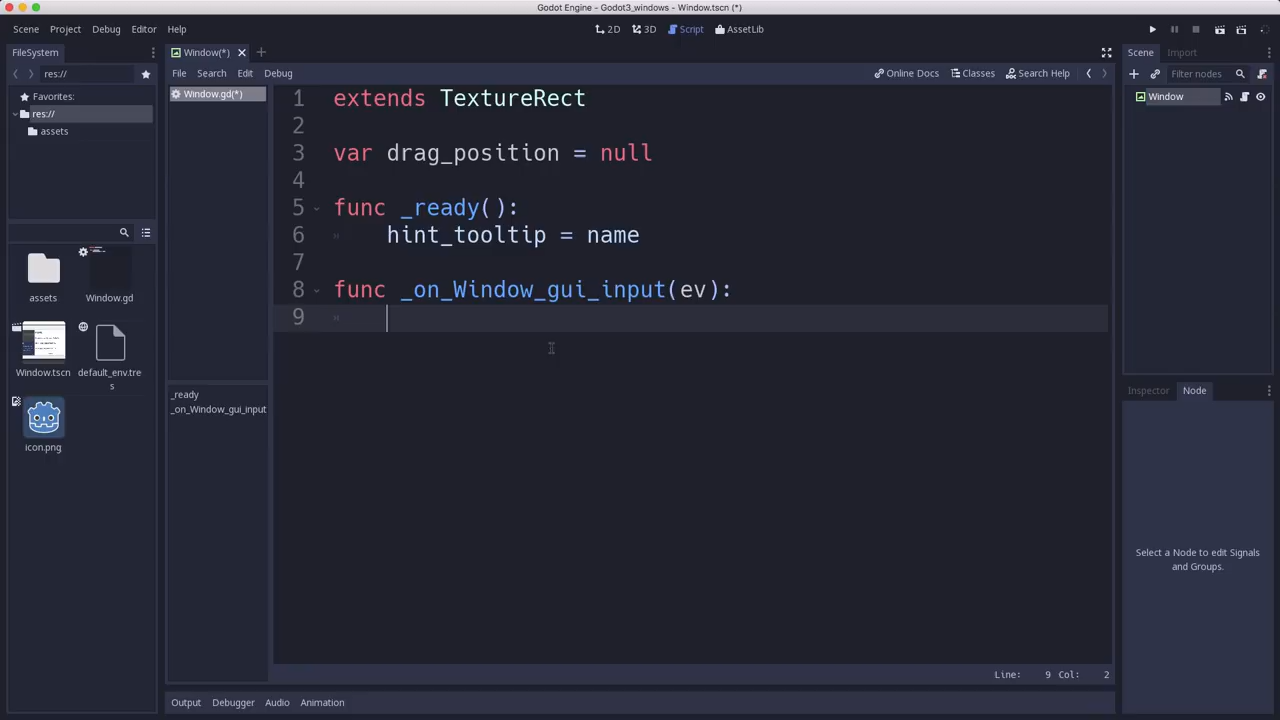 Godot Engine - Godot3_windows - Window.tscn (*)
Scene Project Debug Editor Help
2D 3D Script AssetLib
FileSystem
res://
Favorites:
res://
assets
assets
Window.gd
Window.tscn
default_env.tre
s
icon.png
Window(*)
File Search Edit Debug
Online Docs Classes Search Help
Window.gd(*)
_ready
_on_Window_gui_input
1 extends TextureRect
2
3 var drag_position = null
4
5 func _ready():
6 hint_tooltip = name
7
8 func _on_Window_gui_input(ev):
9
Line: 9 Col: 2
Output Debugger Audio Animation
Scene Import
Filter nodes
Window
Inspector Node
Select a Node to edit Signals
and Groups.